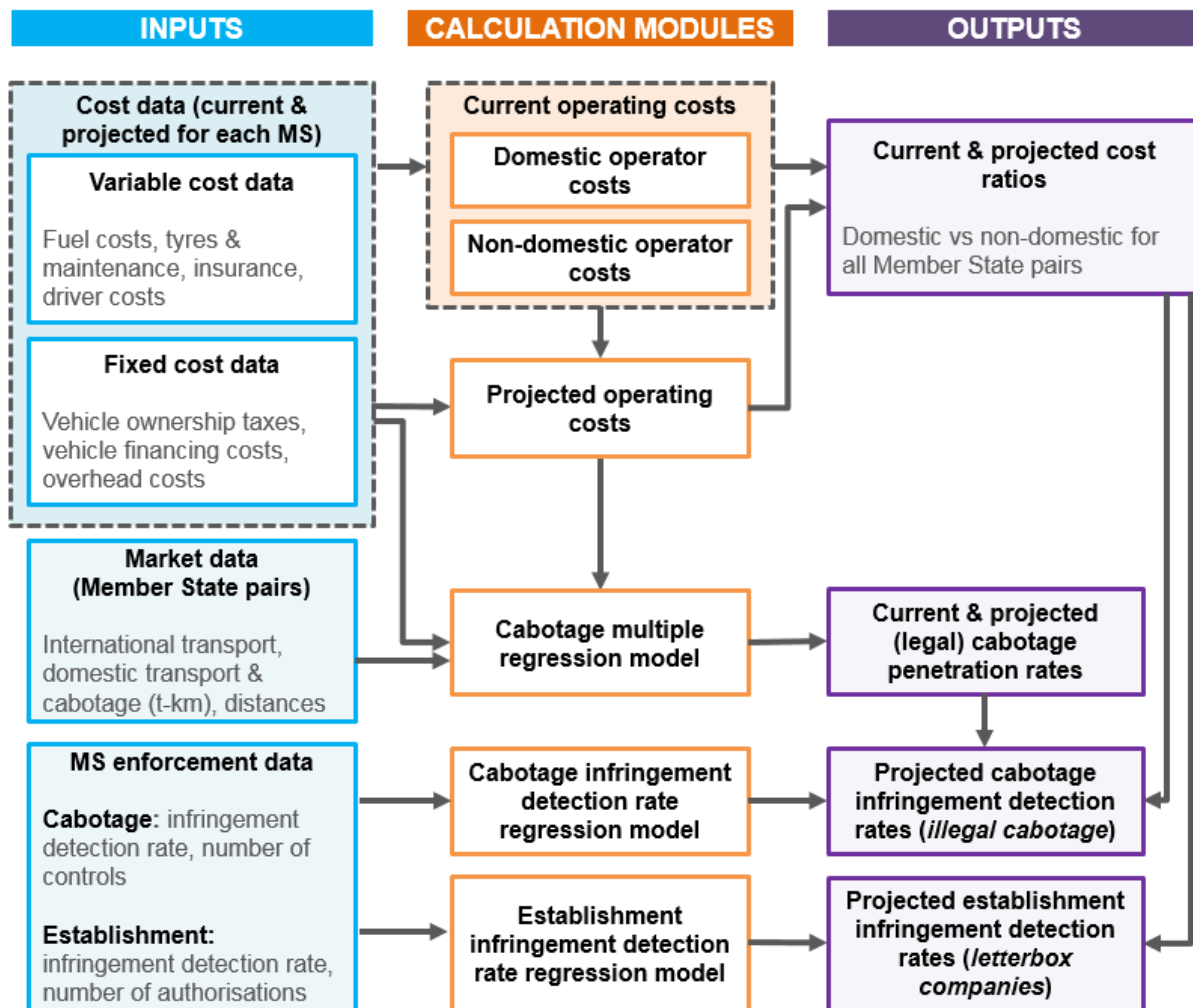 INPUTS
CALCULATION MODULES
OUTPUTS
Cost data (current &
projected for each MS)
Variable cost data
Fuel costs, tyres &
maintenance, insurance,
driver costs
Fixed cost data
Vehicle ownership taxes,
vehicle financing costs,
overhead costs
Market data
(Member State pairs)
International transport,
domestic transport &
cabotage (t-km), distances
MS enforcement data
Cabotage: infringement
detection rate, number of
controls
Establishment:
infringement detection rate,
number of authorisations
Current operating costs
Domestic operator
costs
Non-domestic operator
costs
Projected operating
costs
Cabotage multiple
regression model
Cabotage infringement
detection rate
regression model
Establishment
infringement detection
rate regression model
Current & projected cost
ratios
Domestic vs non-domestic for
all Member State pairs
Current & projected
(legal) cabotage
penetration rates
Projected cabotage
infringement detection
rates (illegal cabotage)
Projected establishment
infringement detection
rates (letterbox
companies)